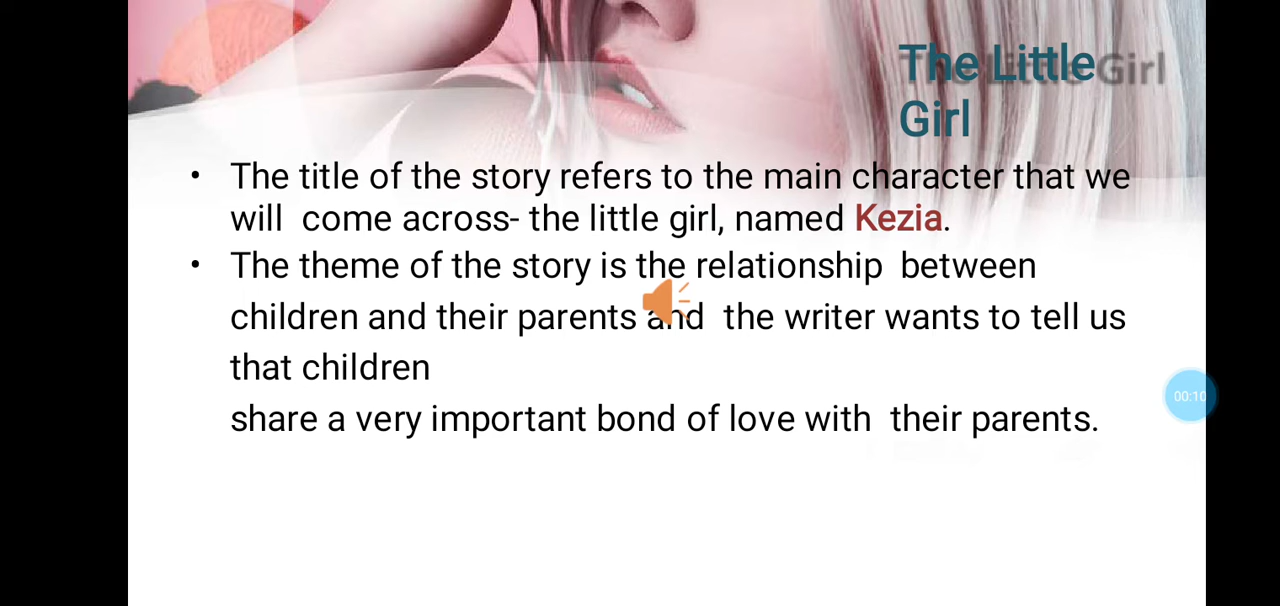 The Little
Girl
• The title of the story refers to the main character that we
will come across- the little girl, named Kezia.
• The theme of the story is the relationship between
children and their parents and the writer wants to tell us
that children
share a very important bond of love with their parents.
00:10